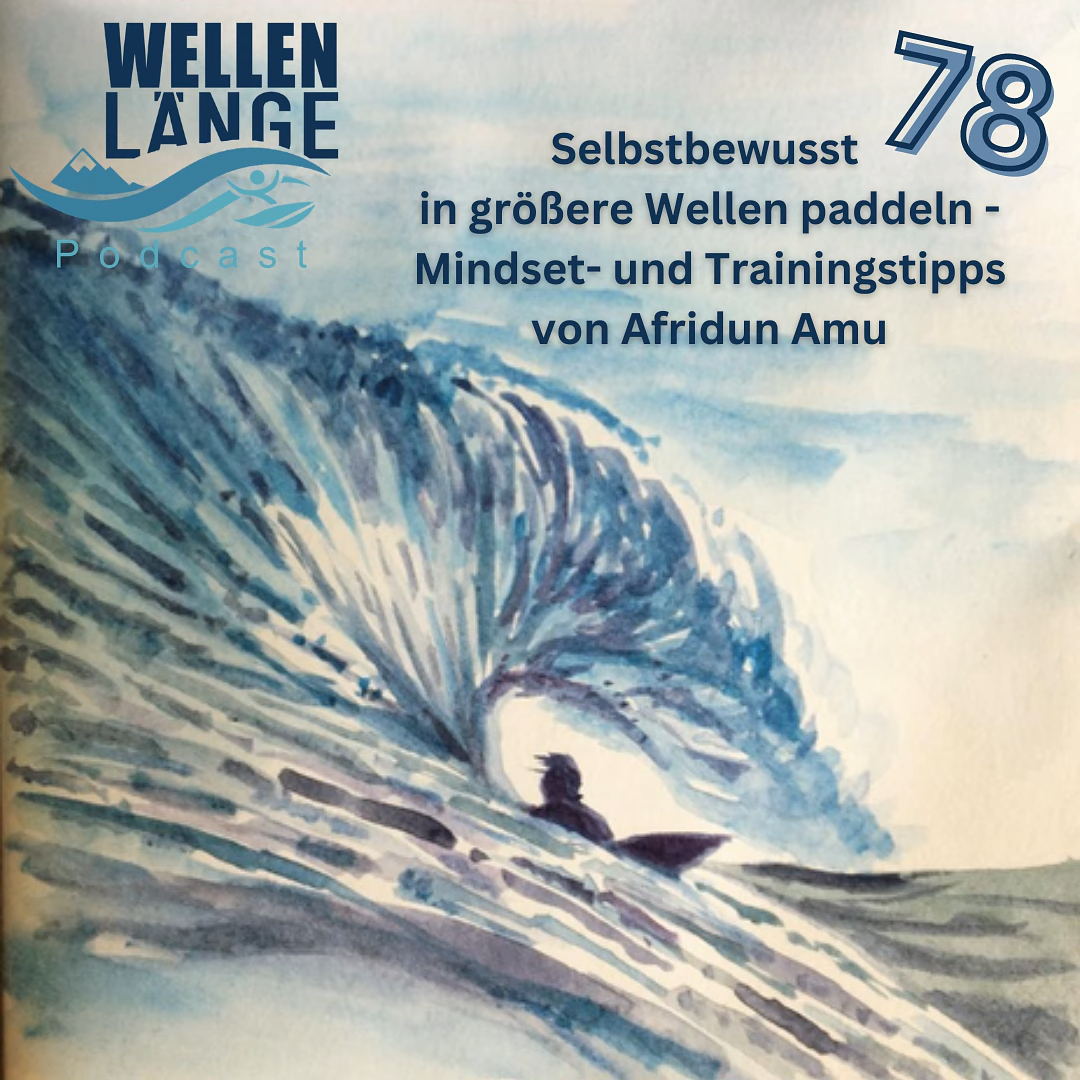 WELLEN
LÄNGE
Podcast
78
Selbstbewusst
in größere Wellen paddeln -
Mindset- und Trainingstipps
von Afridun Amu